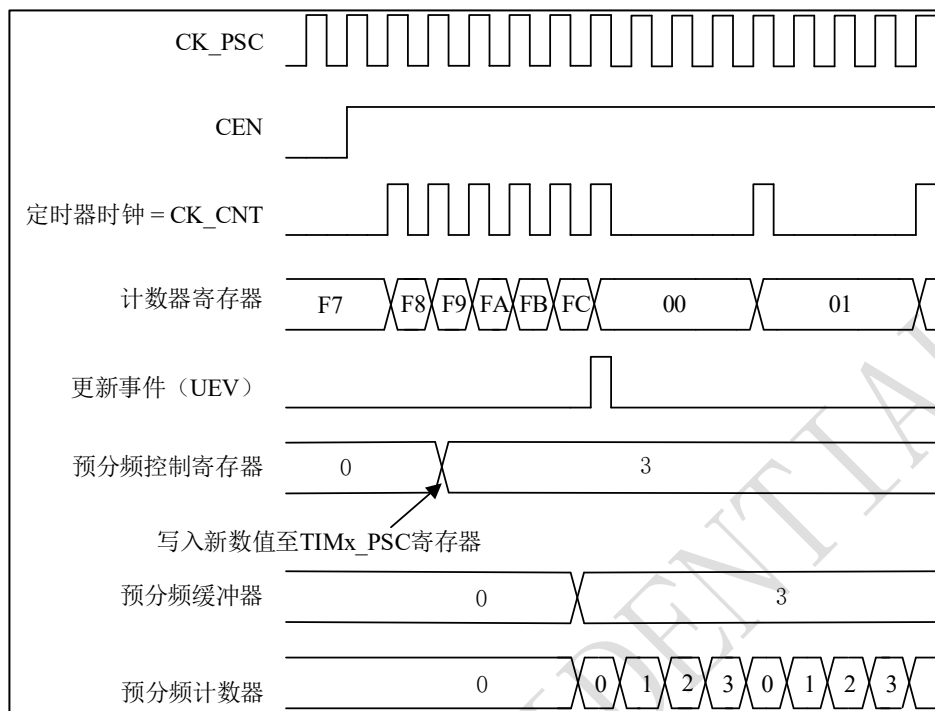 CK_PSC
CEN
定时器时钟 = CK_CNT
计数器寄存器 F7 F8 F9 FA FB FC 00 01
更新事件（UEV）
预分频控制寄存器 0 3
写入新数值至TIMx_PSC寄存器
预分频缓冲器 0 3
预分频计数器 0 0 1 2 3 0 1 2 3